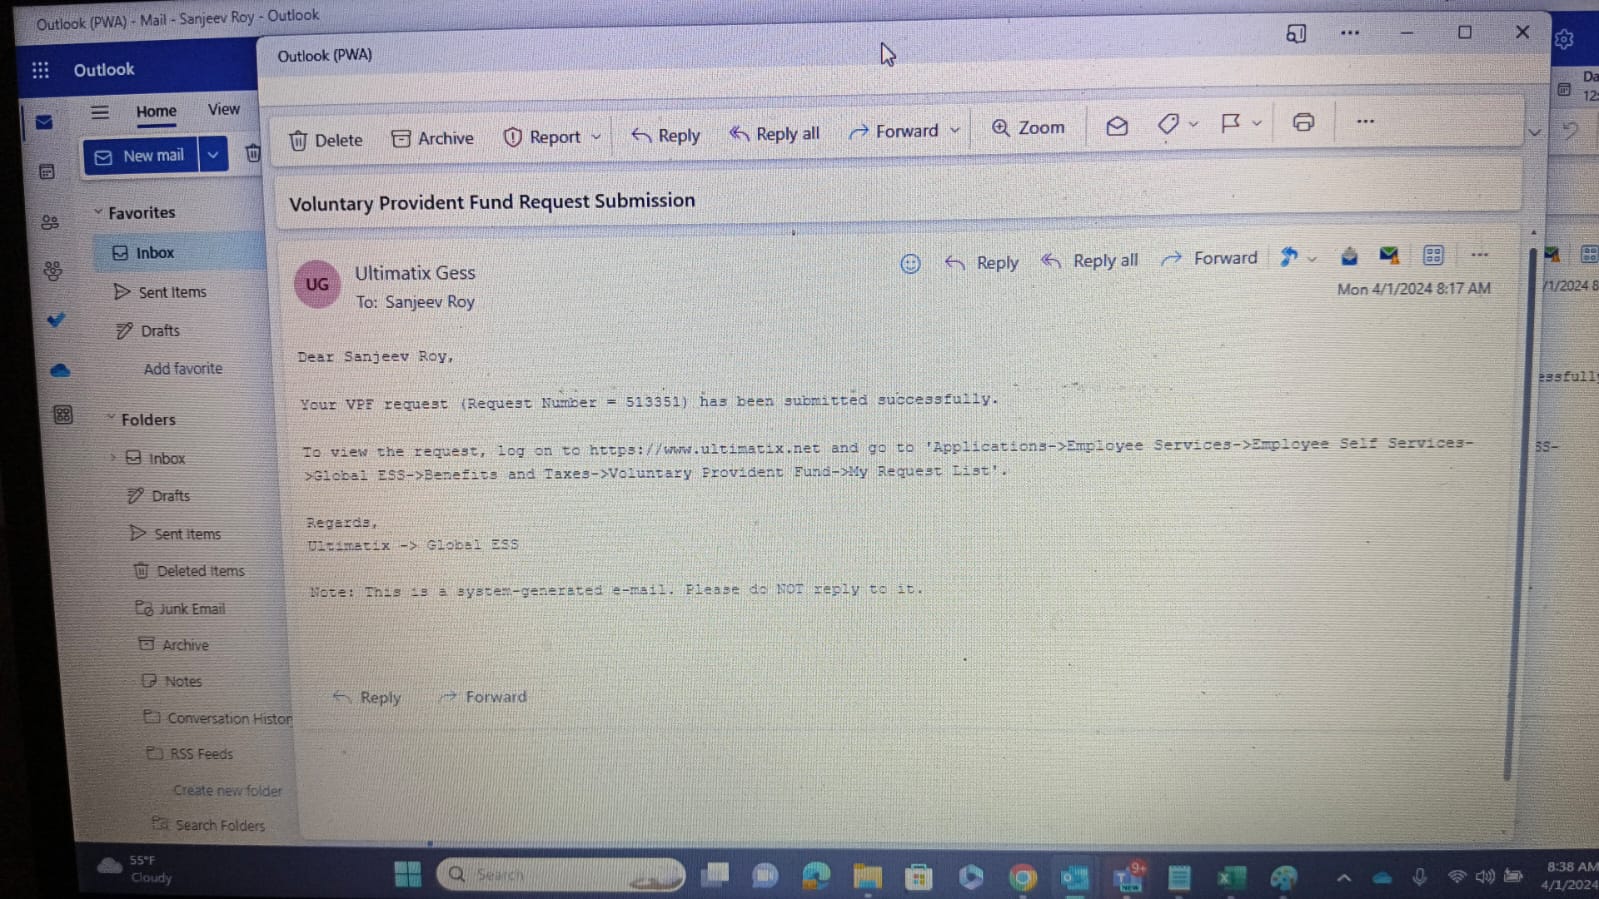 Outlook (PWA) - Mail - Sanjeev Roy - Outlook
Outlook (PWA)
Outlook
Home View
New mail
Delete Archive Report Reply Reply all Forward Zoom
Voluntary Provident Fund Request Submission
Favorites
Inbox
Sent Items
Drafts
Add favorite
Folders
Inbox
Drafts
Sent Items
Deleted Items
Junk Email
Archive
Notes
Conversation Histor
RSS Feeds
Create new folder
Search Folders
UG
Ultimatix Gess
To: Sanjeev Roy
Reply Reply all Forward
Mon 4/1/2024 8:17 AM
Dear Sanjeev Roy,
Your VPF request (Request Number = 513351) has been submitted successfully.
To view the request, log on to https://www.ultimatix.net and go to 'Applications->Employee Services->Employee Self Services-
>Global ESS->Benefits and Taxes->Voluntary Provident Fund->My Request List'.
Regards,
Ultimatix -> Global ESS
Note: This is a system-generated e-mail. Please do NOT reply to it.
Reply Forward
Da
12:
/1/2024 8
essfully
SS-
55°F
Cloudy
Search
9+
NEW
8:38 AM
4/1/2024